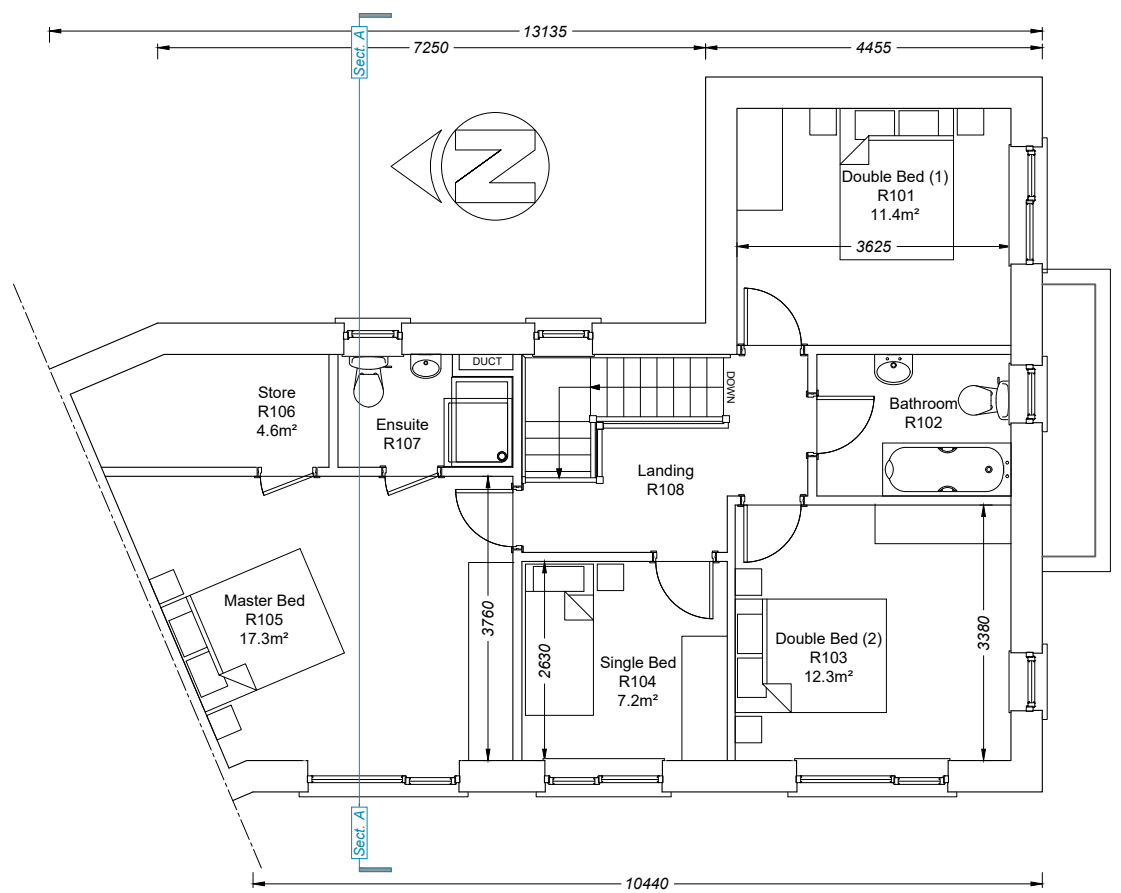 13135
7250
4455
Sect. A
N
Double Bed (1)
R101
11.4m²
3625
DUCT
DOWN
Store
R106
4.6m²
Ensuite
R107
Bathroom
R102
Landing
R108
Master Bed
R105
17.3m²
3760
2630
Single Bed
R104
7.2m²
Double Bed (2)
R103
12.3m²
3380
Sect. A
10440